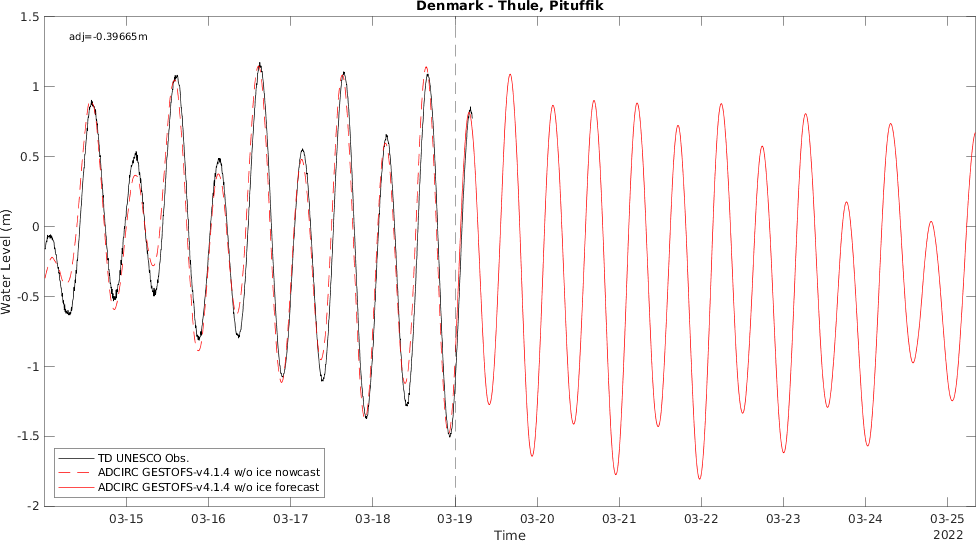 Denmark - Thule, Pituffik
adj=-0.39665m
1.5
1
0.5
0
-0.5
-1
-1.5
-2
Water Level (m)
TD UNESCO Obs.
ADCIRC GESTOFS-v4.1.4 w/o ice nowcast
ADCIRC GESTOFS-v4.1.4 w/o ice forecast
03-15 03-16 03-17 03-18 03-19 03-20 03-21 03-22 03-23 03-24 03-25
2022
Time